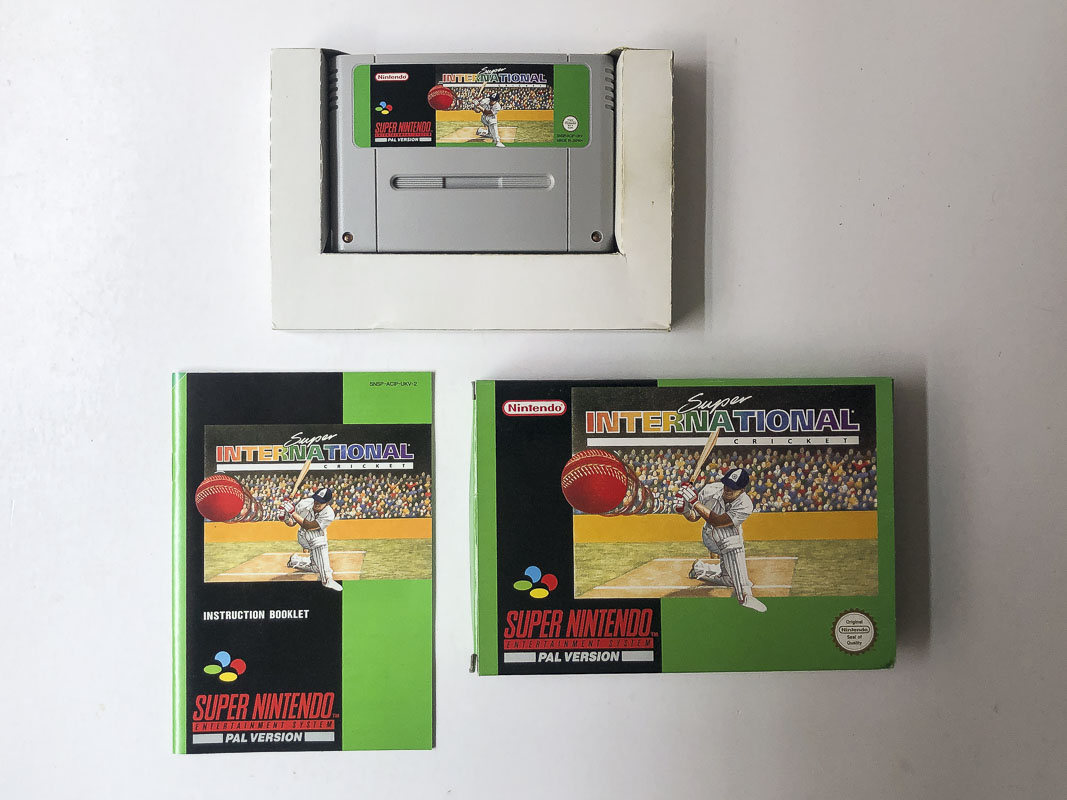 Nintendo
Super
INTERNATIONAL
CRICKET
SUPER NINTENDO
ENTERTAINMENT SYSTEM
PAL VERSION
MADE IN JAPAN
SNSP-ACIP-UKV-2
Super
INTERNATIONAL
CRICKET
INSTRUCTION BOOKLET
SUPER NINTENDO™
ENTERTAINMENT SYSTEM
PAL VERSION
Nintendo
Super
INTERNATIONAL
CRICKET
SUPER NINTENDO™
ENTERTAINMENT SYSTEM
PAL VERSION
Original
Nintendo
Seal of
Quality